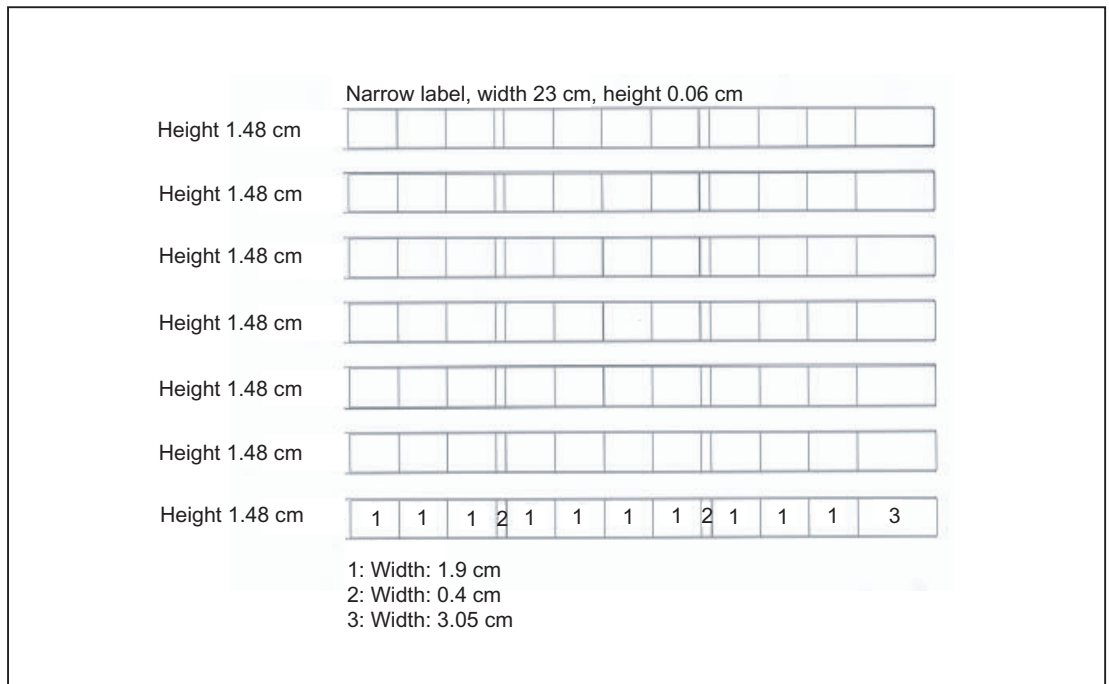 Narrow label, width 23 cm, height 0.06 cm
Height 1.48 cm
Height 1.48 cm
Height 1.48 cm
Height 1.48 cm
Height 1.48 cm
Height 1.48 cm
Height 1.48 cm 1 1 1 2 1 1 1 1 2 1 1 1 3
1: Width: 1.9 cm
2: Width: 0.4 cm
3: Width: 3.05 cm